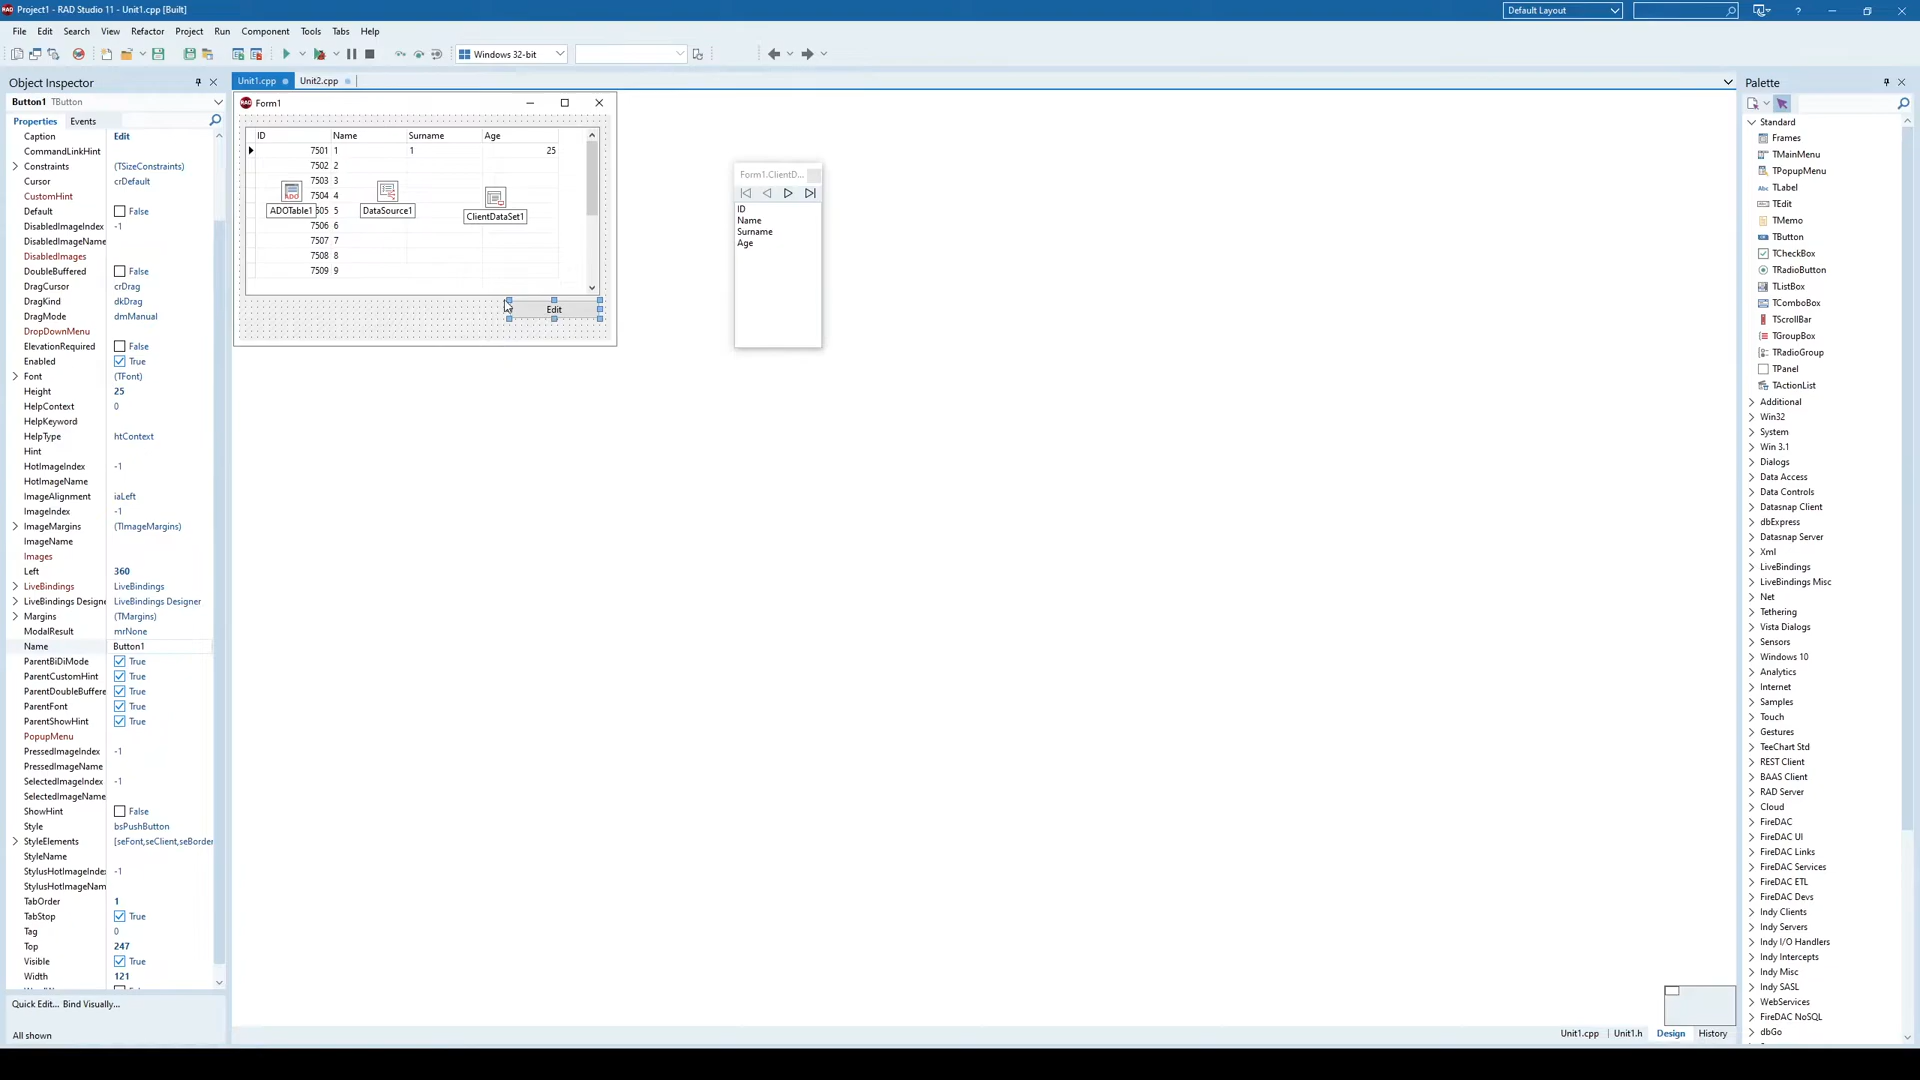 Project1 - RAD Studio 11 - Unit1.cpp [Built]
Default Layout
File Edit Search View Refactor Project Run Component Tools Tabs Help
Windows 32-bit
Object Inspector
Button1 TButton
Properties Events
Caption Edit
CommandLinkHint
Constraints (TSizeConstraints)
Cursor crDefault
CustomHint
Default False
DisabledImageIndex -1
DisabledImageName
DisabledImages
DoubleBuffered False
DragCursor crDrag
DragKind dkDrag
DragMode dmManual
DropDownMenu
ElevationRequired False
Enabled True
Font (TFont)
Height 25
HelpContext 0
HelpKeyword
HelpType htContext
Hint
HotImageIndex -1
HotImageName
ImageAlignment iaLeft
ImageIndex -1
ImageMargins (TImageMargins)
ImageName
Images
Left 360
LiveBindings LiveBindings
LiveBindings Designe LiveBindings Designer
Margins (TMargins)
ModalResult mrNone
Name Button1
ParentBiDiMode True
ParentCustomHint True
ParentDoubleBuffere True
ParentFont True
ParentShowHint True
PopupMenu
PressedImageIndex -1
PressedImageName
SelectedImageIndex -1
SelectedImageName
ShowHint False
Style bsPushButton
StyleElements [seFont,seClient,seBorder
StyleName
StylusHotImageIndex -1
StylusHotImageNam
TabOrder 1
TabStop True
Tag 0
Top 247
Visible True
Width 121
Quick Edit... Bind Visually...
All shown
Unit1.cpp Unit2.cpp
Form1
ID Name Surname Age
7501 1 1 25
7502 2
7503 3
7504 4
505 5
7506 6
7507 7
7508 8
7509 9
ADO
ADOTable1
DataSource1
ClientDataSet1
Edit
Form1.ClientD...
ID
Name
Surname
Age
Unit1.cpp Unit1.h Design History
Palette
Standard
Frames
TMainMenu
TPopupMenu
TLabel
TEdit
TMemo
TButton
TCheckBox
TRadioButton
TListBox
TComboBox
TScrollBar
TGroupBox
TRadioGroup
TPanel
TActionList
Additional
Win32
System
Win 3.1
Dialogs
Data Access
Data Controls
Datasnap Client
dbExpress
Datasnap Server
Xml
LiveBindings
LiveBindings Misc
Net
Tethering
Vista Dialogs
Sensors
Windows 10
Analytics
Internet
Samples
Touch
Gestures
TeeChart Std
REST Client
BAAS Client
RAD Server
Cloud
FireDAC
FireDAC UI
FireDAC Links
FireDAC Services
FireDAC ETL
FireDAC Devs
Indy Clients
Indy Servers
Indy I/O Handlers
Indy Intercepts
Indy Misc
Indy SASL
WebServices
FireDAC NoSQL
dbGo